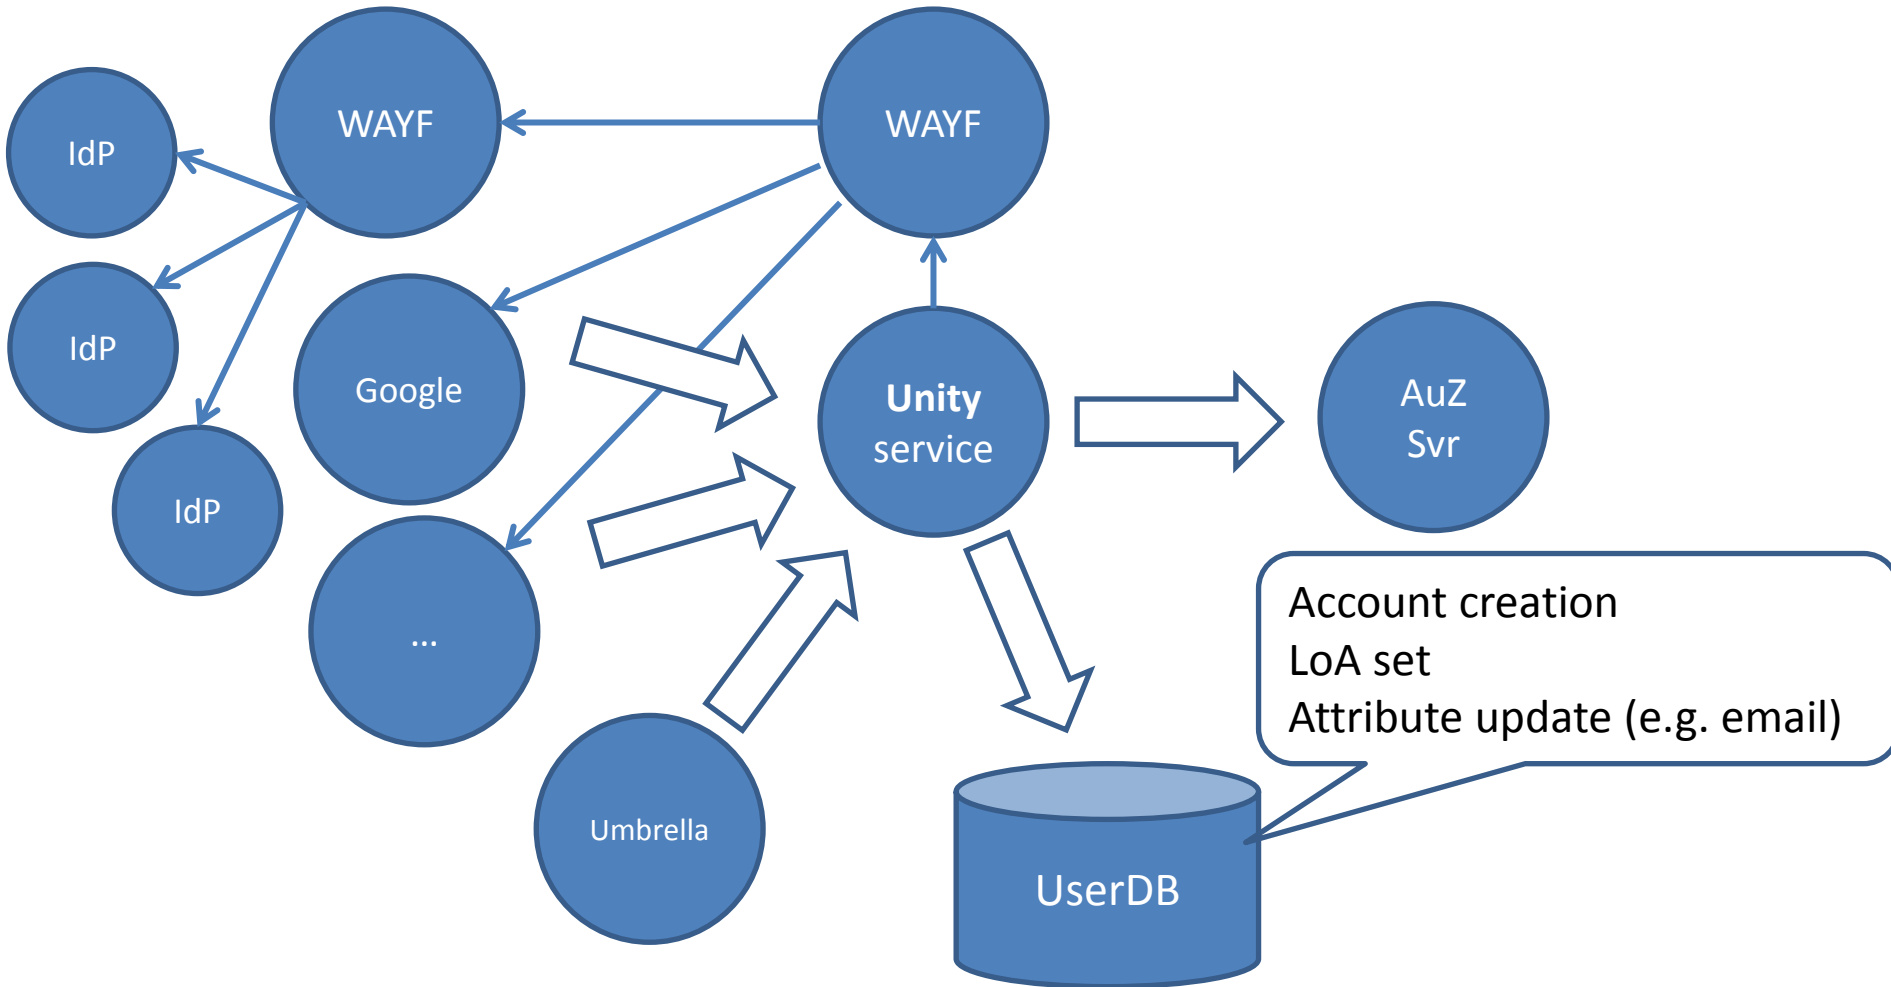 WAYF
WAYF
IdP
IdP
Google
Unity
service
AuZ
Svr
IdP
...
Account creation
LoA set
Attribute update (e.g. email)
Umbrella
UserDB